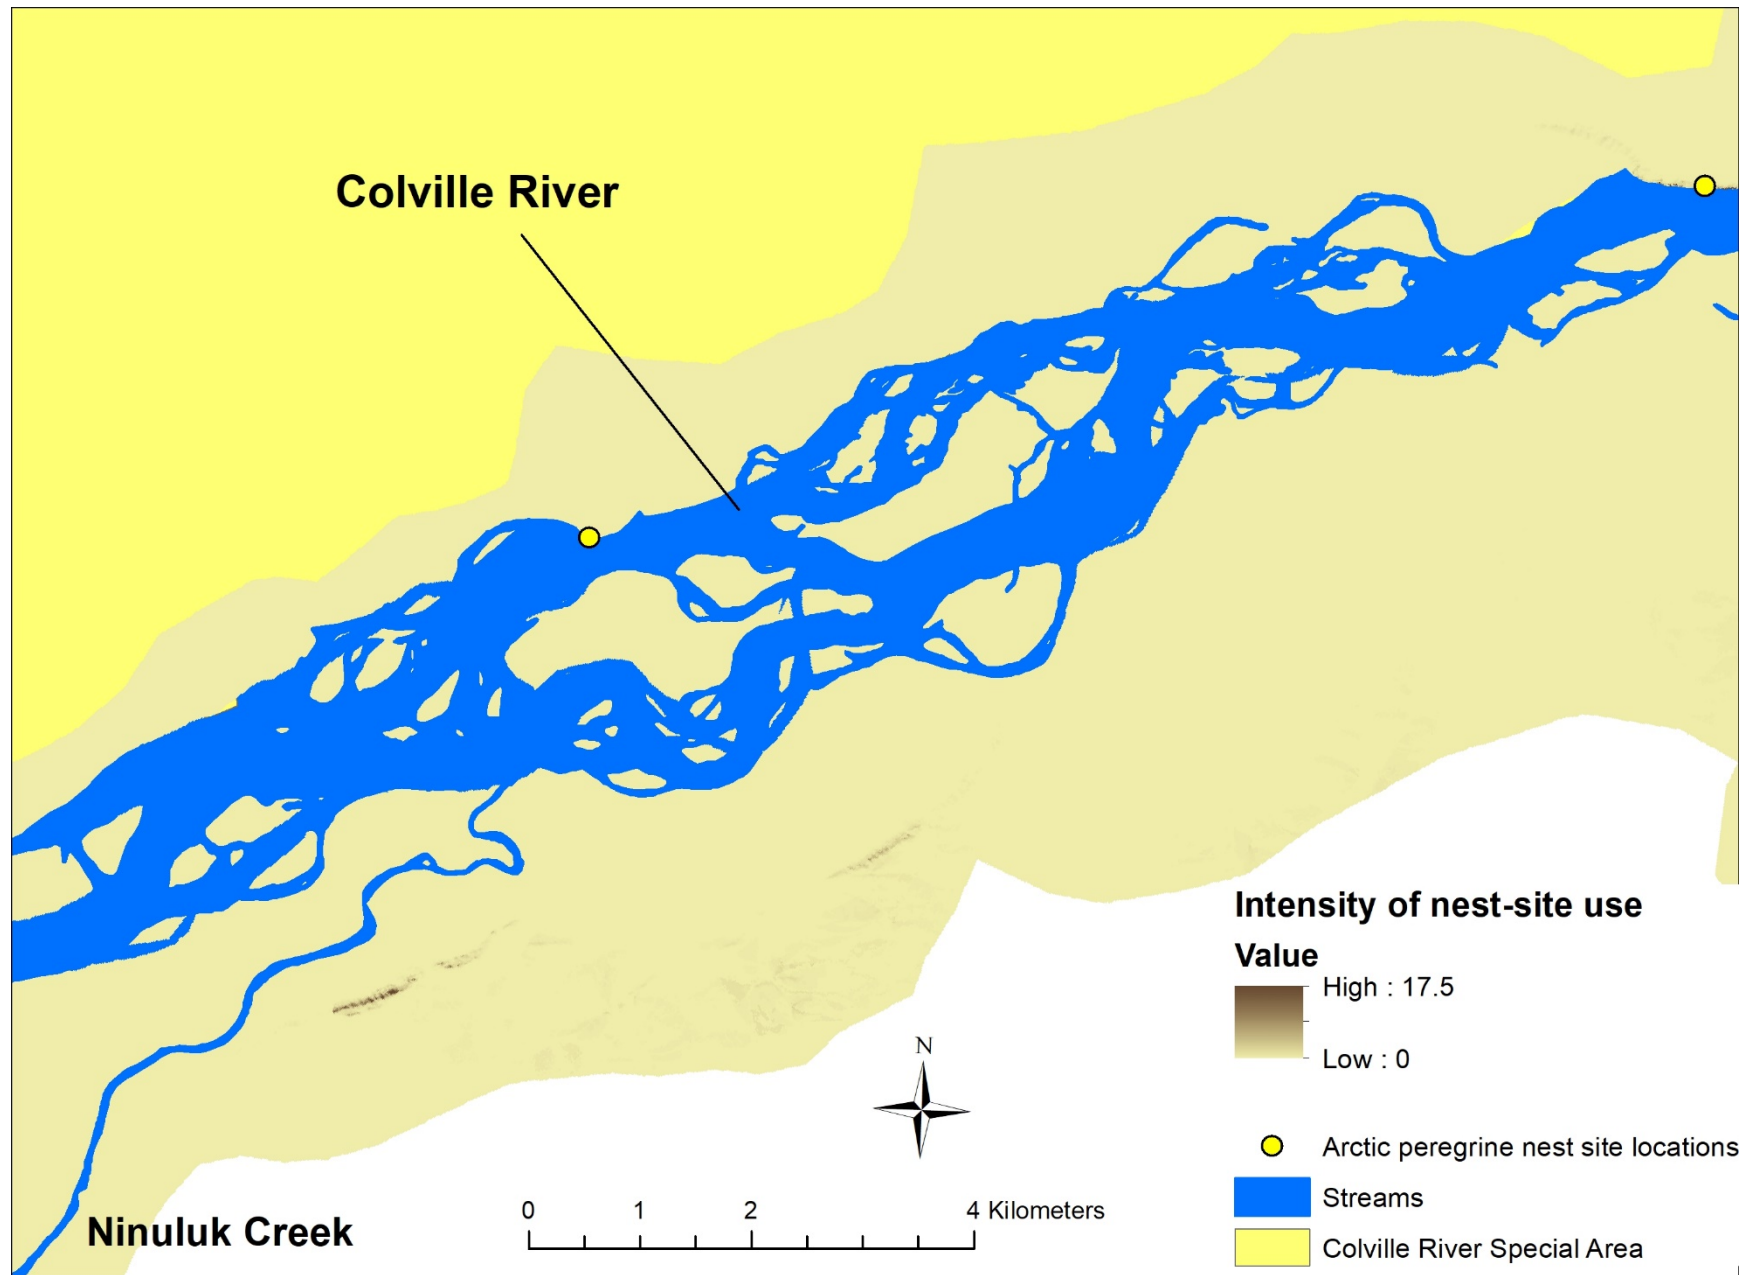 Colville River
Intensity of nest-site use
Value
High : 17.5
Low : 0
N
Arctic peregrine nest site locations
Streams
Colville River Special Area
0 1 2 4 Kilometers
Ninuluk Creek